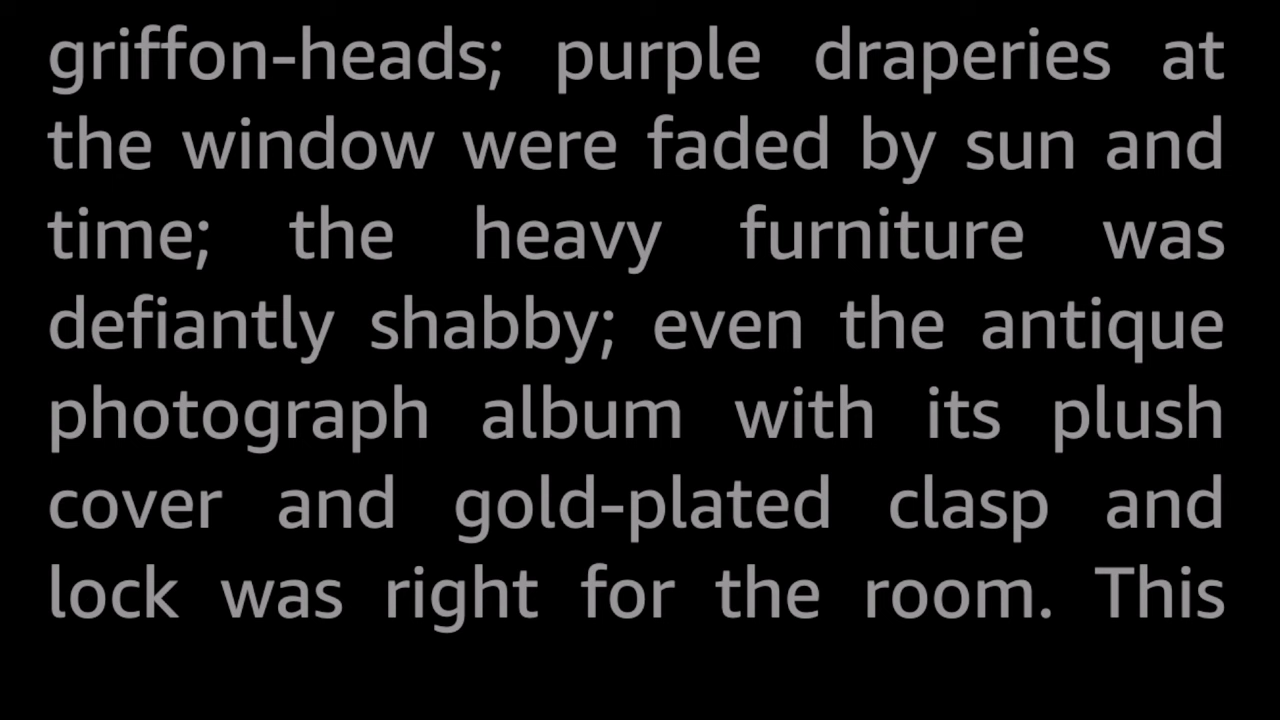 griffon-heads; purple draperies at
the window were faded by sun and
time; the heavy furniture was
defiantly shabby; even the antique
photograph album with its plush
cover and gold-plated clasp and
lock was right for the room. This